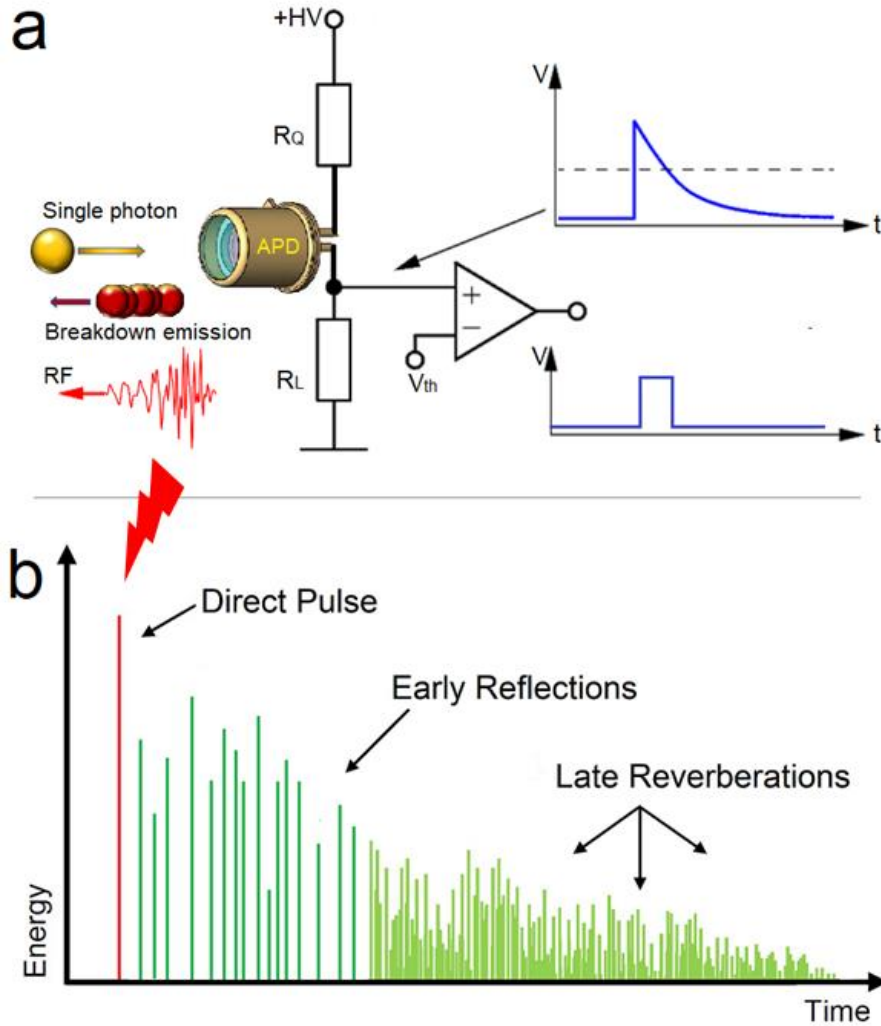 a
+HV
RQ
V
t
Single photon
APD
+
−
Breakdown emission
RF
RL
Vth
V
t
b
Direct Pulse
Early Reflections
Late Reverberations
Energy
Time